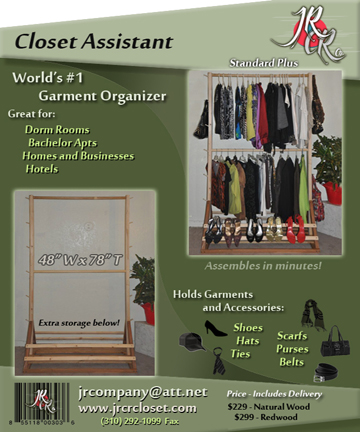 Closet Assistant
JR
CR
Co
World's #1
Garment Organizer
Standard Plus
Great for:
Dorm Rooms
Bachelor Apts
Homes and Businesses
Hotels
48" W x 78" T
Extra storage below!
Assembles in minutes!
Holds Garments
and Accessories:
Shoes
Hats
Ties
Scarfs
Purses
Belts
jrcompany@att.net
www.jrcrcloset.com
(310) 292-1099 Fax
Price - Includes Delivery
$229 - Natural Wood
$299 - Redwood